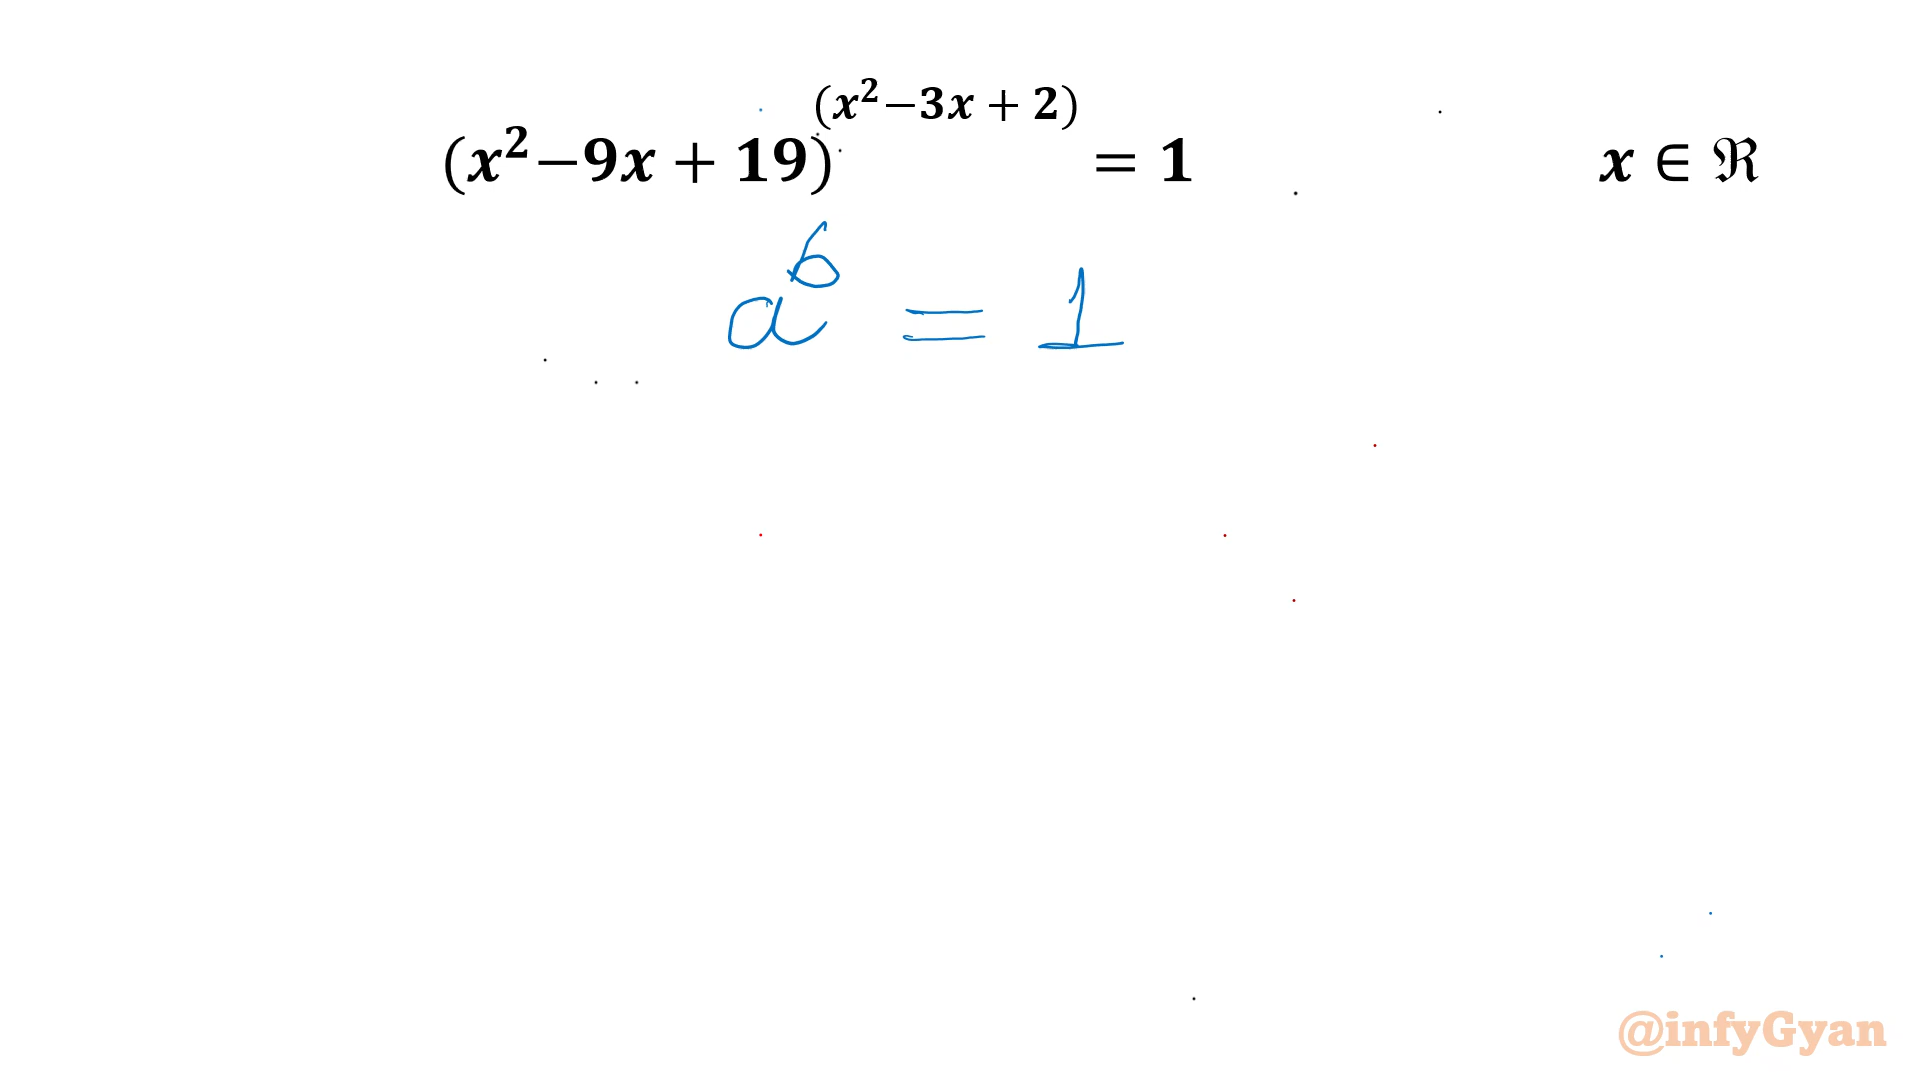 (x²−9x + 19)^(x²−3x + 2) = 1 x ∈ ℜ
a^b = 1
@infyGyan